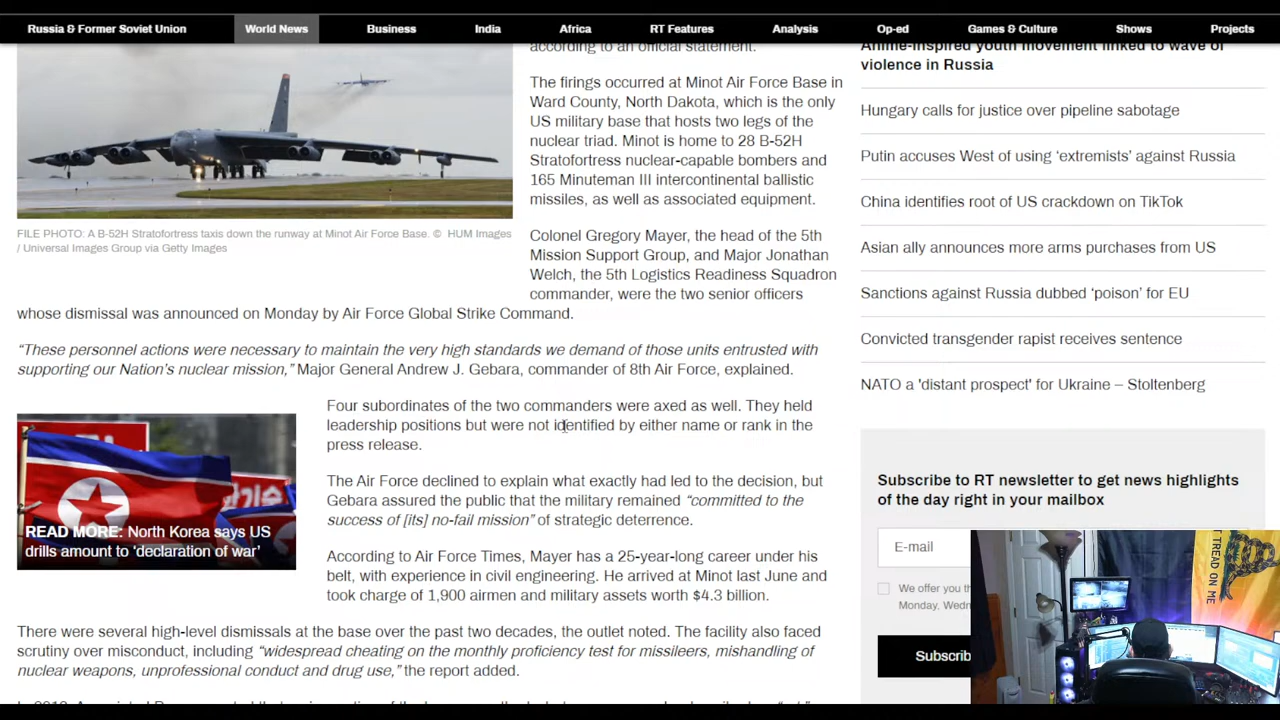 Russia & Former Soviet Union
World News
Business
India
Africa
RT Features
Analysis
Op-ed
Games & Culture
Shows
Projects
according to an official statement.
The firings occurred at Minot Air Force Base in
Ward County, North Dakota, which is the only
US military base that hosts two legs of the
nuclear triad. Minot is home to 28 B-52H
Stratofortress nuclear-capable bombers and
165 Minuteman III intercontinental ballistic
missiles, as well as associated equipment.
FILE PHOTO: A B-52H Stratofortress taxis down the runway at Minot Air Force Base. © HUM Images
/ Universal Images Group via Getty Images
Colonel Gregory Mayer, the head of the 5th
Mission Support Group, and Major Jonathan
Welch, the 5th Logistics Readiness Squadron
commander, were the two senior officers
whose dismissal was announced on Monday by Air Force Global Strike Command.
“These personnel actions were necessary to maintain the very high standards we demand of those units entrusted with
supporting our Nation’s nuclear mission,” Major General Andrew J. Gebara, commander of 8th Air Force, explained.
Four subordinates of the two commanders were axed as well. They held
leadership positions but were not identified by either name or rank in the
press release.
READ MORE: North Korea says US
drills amount to ‘declaration of war’
The Air Force declined to explain what exactly had led to the decision, but
Gebara assured the public that the military remained “committed to the
success of [its] no-fail mission” of strategic deterrence.
According to Air Force Times, Mayer has a 25-year-long career under his
belt, with experience in civil engineering. He arrived at Minot last June and
took charge of 1,900 airmen and military assets worth $4.3 billion.
There were several high-level dismissals at the base over the past two decades, the outlet noted. The facility also faced
scrutiny over misconduct, including “widespread cheating on the monthly proficiency test for missileers, mishandling of
nuclear weapons, unprofessional conduct and drug use,” the report added.
Anime-inspired youth movement linked to wave of
violence in Russia
Hungary calls for justice over pipeline sabotage
Putin accuses West of using ‘extremists’ against Russia
China identifies root of US crackdown on TikTok
Asian ally announces more arms purchases from US
Sanctions against Russia dubbed ‘poison’ for EU
Convicted transgender rapist receives sentence
NATO a 'distant prospect' for Ukraine – Stoltenberg
Subscribe to RT newsletter to get news highlights
of the day right in your mailbox
E-mail
We offer you
Monday,
Subscrib
TREAD ON ME